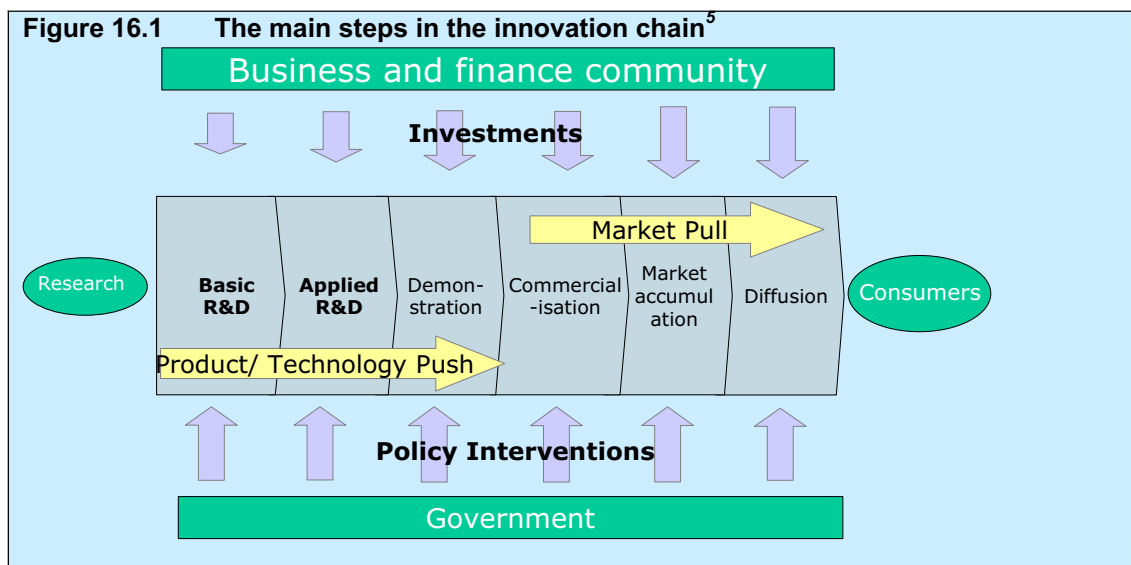 Figure 16.1 The main steps in the innovation chain5
Business and finance community
Investments
Market Pull
Research
Basic
R&D
Applied
R&D
Demon-
stration
Commercial
-isation
Market
accumul
ation
Diffusion
Consumers
Product/ Technology Push
Policy Interventions
Government